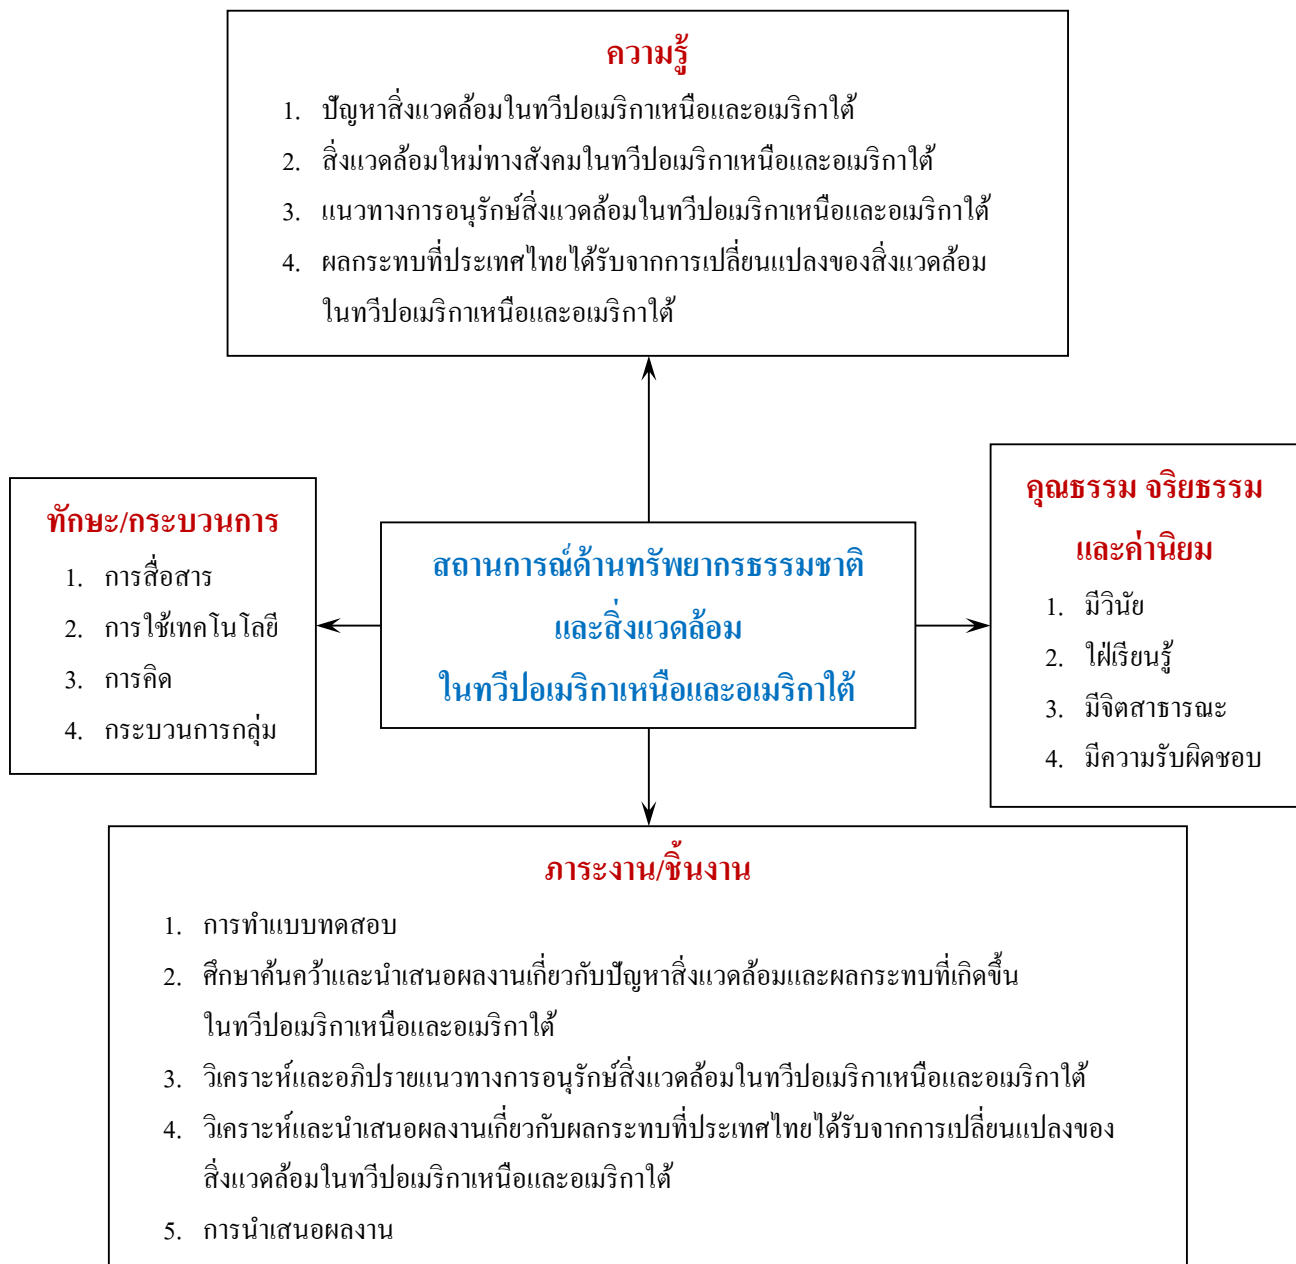 ความรู้
1. ปัญหาสิ่งแวดล้อมในทวีปอเมริกาเหนือและอเมริกาใต้
2. สิ่งแวดล้อมใหม่ทางสังคมในทวีปอเมริกาเหนือและอเมริกาใต้
3. แนวทางการอนุรักษ์สิ่งแวดล้อมในทวีปอเมริกาเหนือและอเมริกาใต้
4. ผลกระทบที่ประเทศไทยได้รับจากการเปลี่ยนแปลงของสิ่งแวดล้อม
ในทวีปอเมริกาเหนือและอเมริกาใต้
ทักษะ/กระบวนการ
1. การสื่อสาร
2. การใช้เทคโนโลยี
3. การคิด
4. กระบวนการกลุ่ม
สถานการณ์ด้านทรัพยากรธรรมชาติ
และสิ่งแวดล้อม
ในทวีปอเมริกาเหนือและอเมริกาใต้
คุณธรรม จริยธรรม
และค่านิยม
1. มีวินัย
2. ใฝ่เรียนรู้
3. มีจิตสาธารณะ
4. มีความรับผิดชอบ
ภาระงาน/ชิ้นงาน
1. การทำแบบทดสอบ
2. ศึกษาค้นคว้าและนำเสนอผลงานเกี่ยวกับปัญหาสิ่งแวดล้อมและผลกระทบที่เกิดขึ้น
ในทวีปอเมริกาเหนือและอเมริกาใต้
3. วิเคราะห์และอภิปรายแนวทางการอนุรักษ์สิ่งแวดล้อมในทวีปอเมริกาเหนือและอเมริกาใต้
4. วิเคราะห์และนำเสนอผลงานเกี่ยวกับผลกระทบที่ประเทศไทยได้รับจากการเปลี่ยนแปลงของ
สิ่งแวดล้อมในทวีปอเมริกาเหนือและอเมริกาใต้
5. การนำเสนอผลงาน